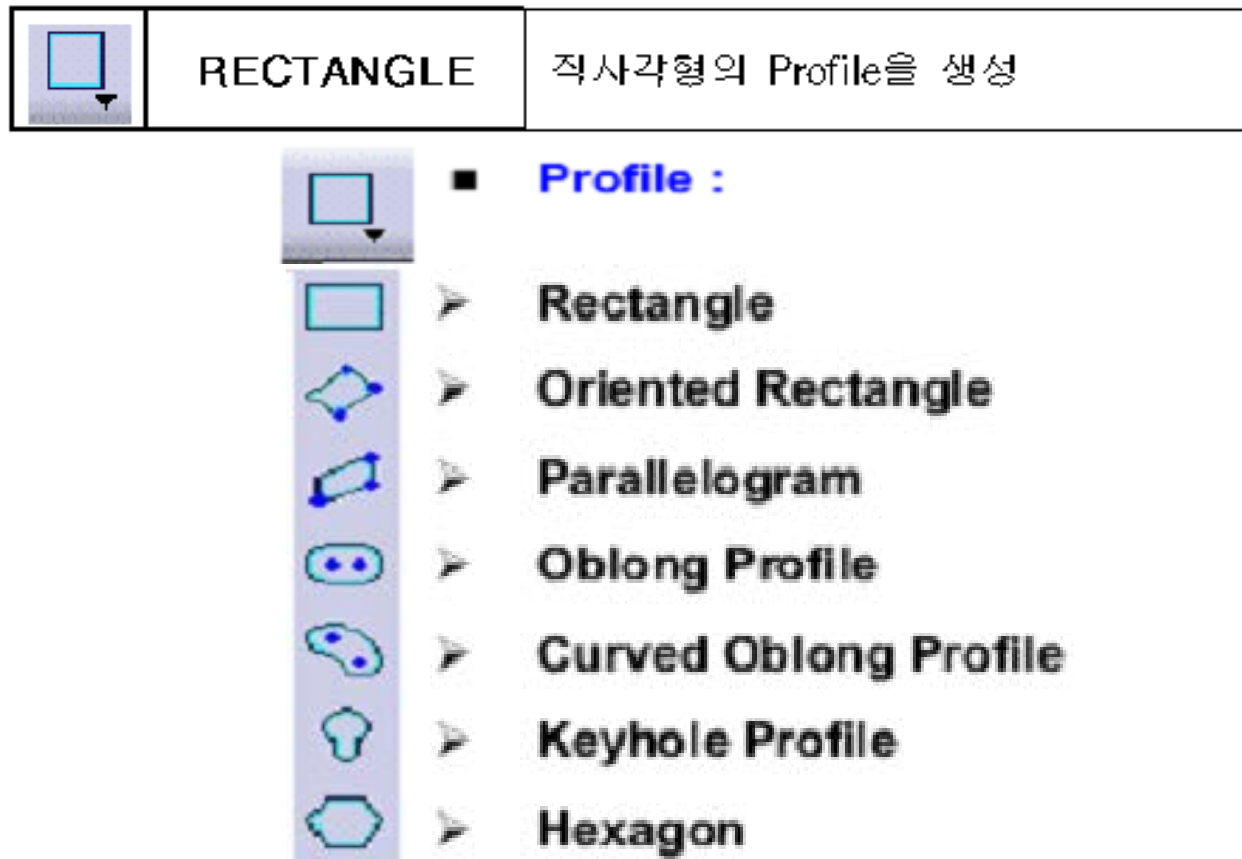 RECTANGLE 직사각형의 Profile을 생성
■ Profile :
➢ Rectangle
➢ Oriented Rectangle
➢ Parallelogram
➢ Oblong Profile
➢ Curved Oblong Profile
➢ Keyhole Profile
➢ Hexagon